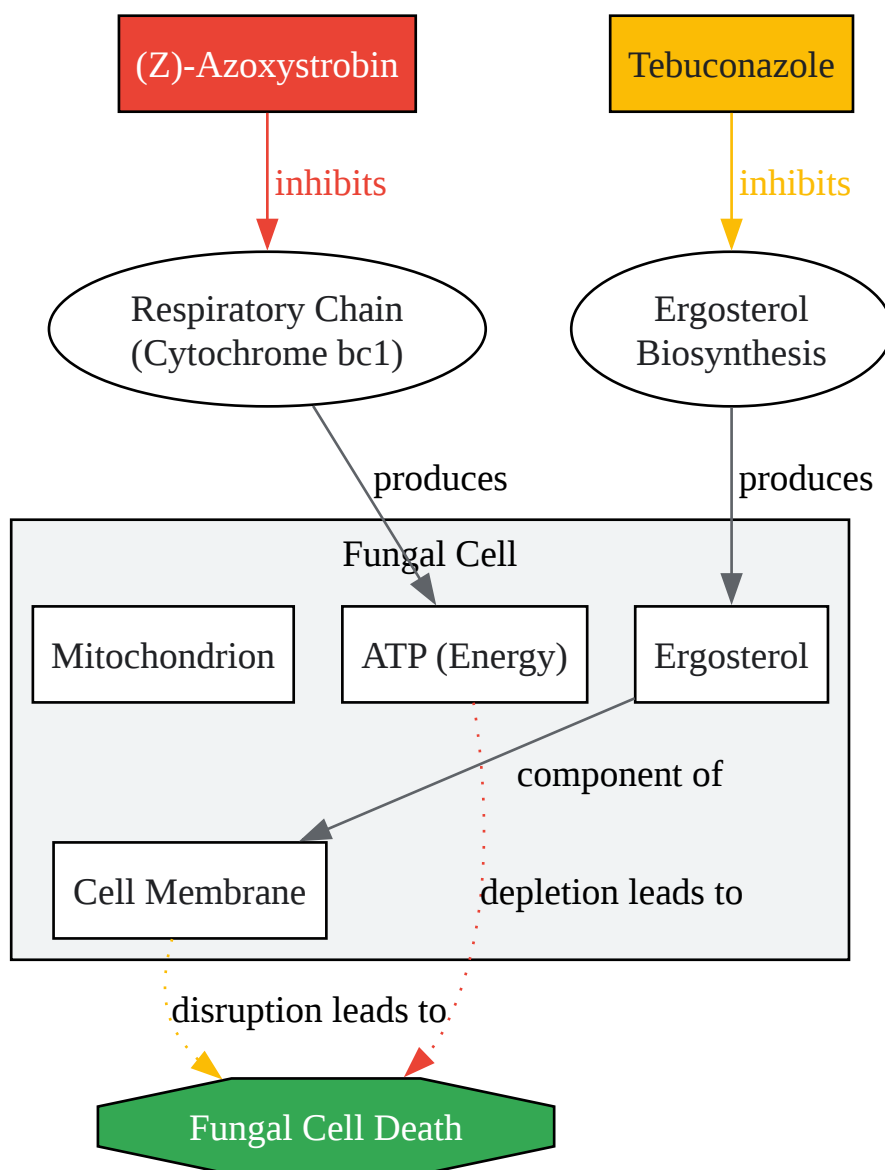 (Z)-Azoxystrobin
Tebuconazole
inhibits
inhibits
Respiratory Chain
(Cytochrome bc1)
Ergosterol
Biosynthesis
produces
produces
Fungal Cell
Mitochondrion
ATP (Energy)
Ergosterol
component of
Cell Membrane
depletion leads to
disruption leads to
Fungal Cell Death